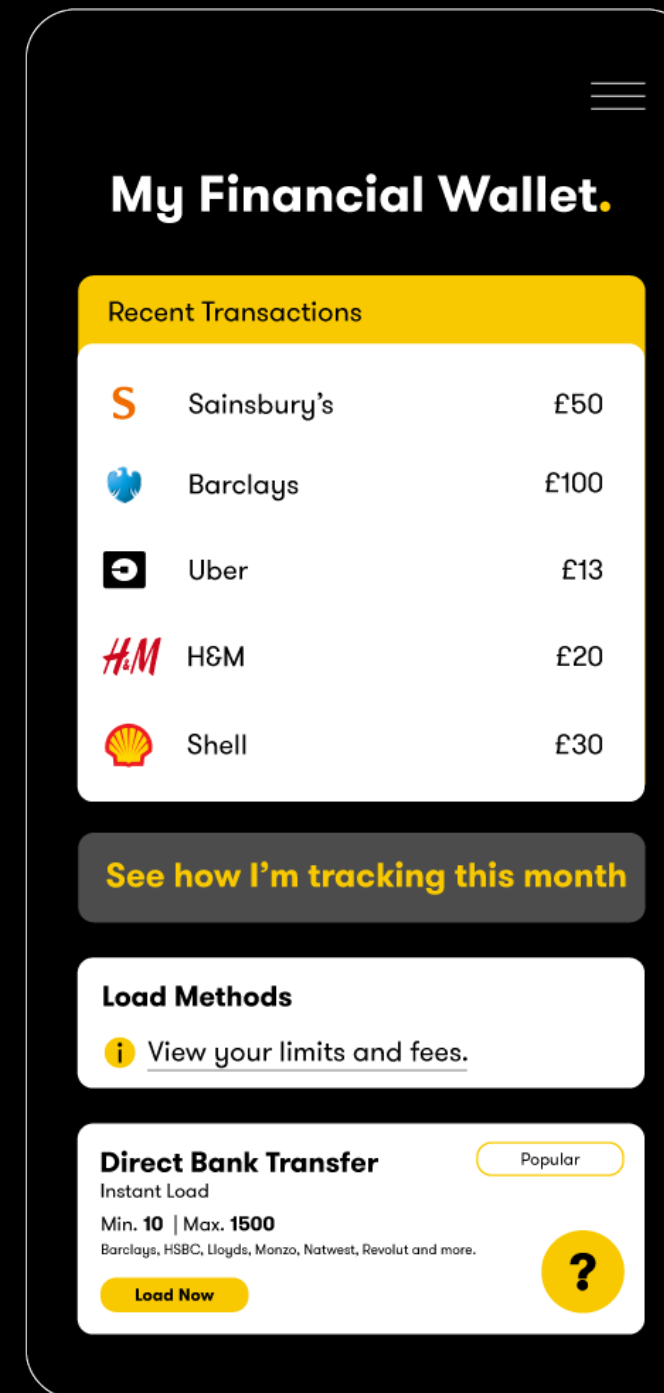 My Financial Wallet.
Recent Transactions
S Sainsbury’s £50
Barclays £100
Uber £13
H&M H&M £20
Shell £30
See how I’m tracking this month
Load Methods
i View your limits and fees.
Direct Bank Transfer Popular
Instant Load
Min. 10 | Max. 1500
Barclays, HSBC, Lloyds, Monzo, Natwest, Revolut and more.
?
Load Now